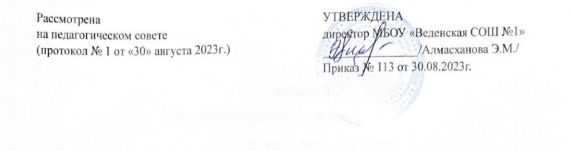 Рассмотрена
на педагогическом совете
(протокол № 1 от «30» августа 2023г.)
УТВЕРЖДЕНА
директор МБОУ «Веденская СОШ №1»
/Алмасханова Э.М./
Приказ № 113 от 30.08.2023г.